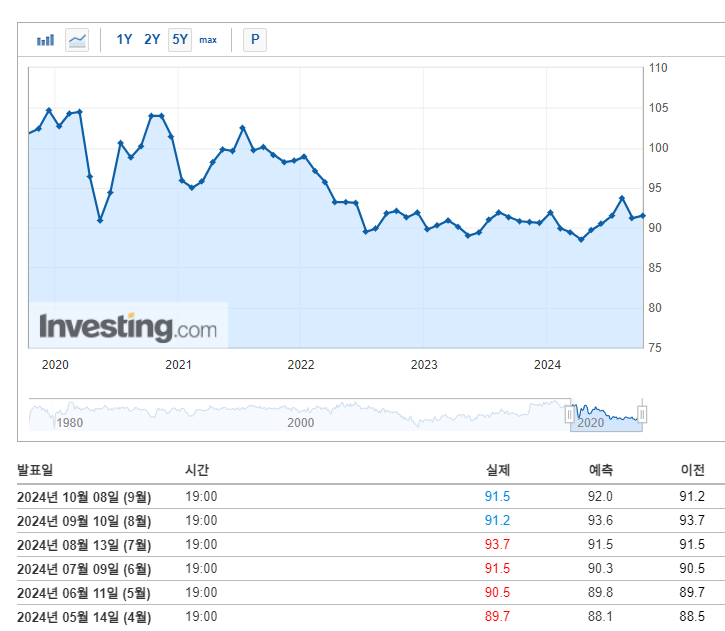 1Y 2Y 5Y max P
110
105
100
95
90
85
80
75
Investing.com
2020 2021 2022 2023 2024
1980 2000 2020
발표일 시간 실제 예측 이전
2024년 10월 08일 (9월) 19:00 91.5 92.0 91.2
2024년 09월 10일 (8월) 19:00 91.2 93.6 93.7
2024년 08월 13일 (7월) 19:00 93.7 91.5 91.5
2024년 07월 09일 (6월) 19:00 91.5 90.3 90.5
2024년 06월 11일 (5월) 19:00 90.5 89.8 89.7
2024년 05월 14일 (4월) 19:00 89.7 88.1 88.5